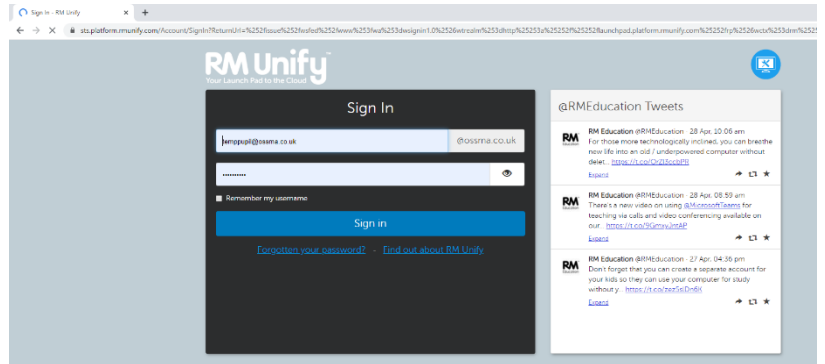 Sign In - RM Unify
sts.platform.rmunify.com/Account/SignIn?ReturnUrl=%252fissue%252fwsfed%252fwww%253fwa%253dwsignin1.0%2526wtrealm%253dhttp%25253a%25252f%25252flaunchpad.platform.rmunify.com%25252frp%2526wctx%253drm%2525
RM Unify™
Your Launch Pad to the Cloud
Sign In
tempupil@ossma.co.uk @ossma.co.uk
Remember my username
Sign in
Forgotten your password? - Find out about RM Unify
@RMEducation Tweets
RM Education @RMEducation · 28 Apr, 10:06 am
For those more technologically inclined, you can breathe
new life into an old / underpowered computer without
delet...
Expand
RM Education @RMEducation · 28 Apr, 08:59 am
There's a new video on using @MicrosoftTeams for
teaching via calls and video conferencing available on
our
Expand
RM Education @RMEducation · 27 Apr, 04:36 pm
Don't forget that you can create a separate account for
your kids so they can use your computer for study
without y...
Expand